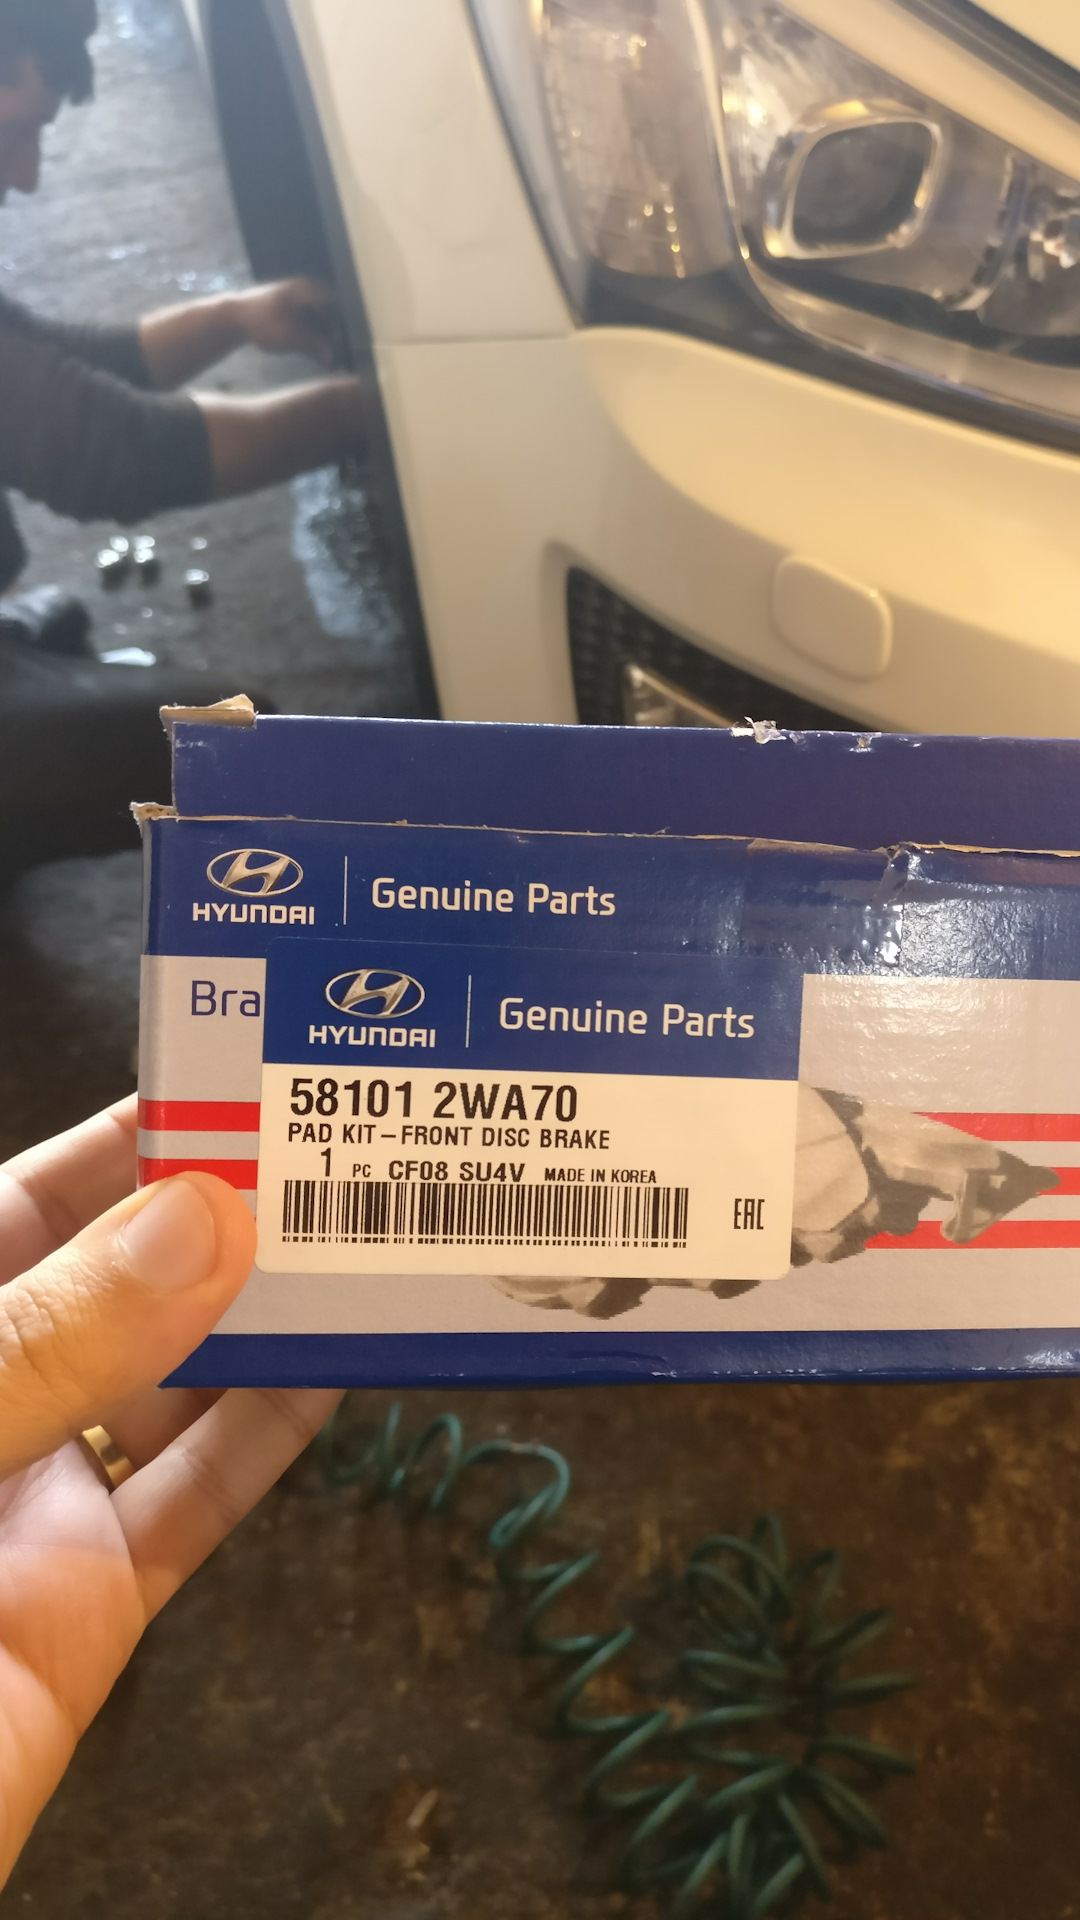 HYUNDAI
Genuine Parts
Bra
HYUNDAI
Genuine Parts
58101 2WA70
PAD KIT-FRONT DISC BRAKE
1 PC CF08 SU4V MADE IN KOREA
EAC